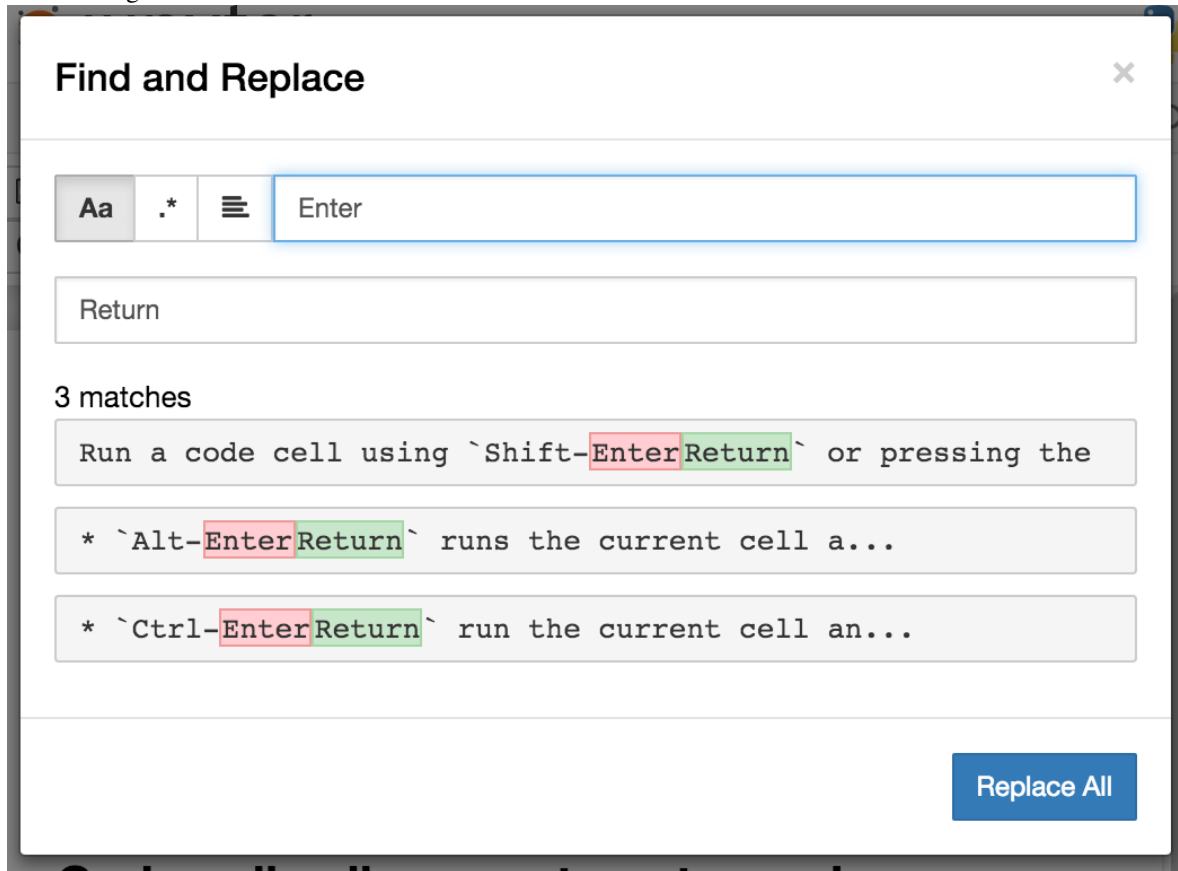 Find and Replace ×
Aa .* Enter
Return
3 matches
Run a code cell using `Shift-EnterReturn` or pressing the
* `Alt-EnterReturn` runs the current cell a...
* `Ctrl-EnterReturn` run the current cell an...
Replace All